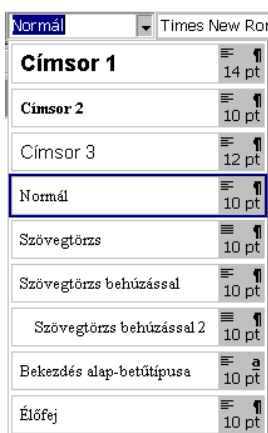 Normál Times New Ror
Címsor 1 ¶ 14 pt
Címsor 2 ¶ 10 pt
Címsor 3 ¶ 12 pt
Normál ¶ 10 pt
Szövegtörzs ¶ 10 pt
Szövegtörzs behúzással ¶ 10 pt
Szövegtörzs behúzással 2 ¶ 10 pt
Bekezdés alap-betűtípusa a 10 pt
Élőfej ¶ 10 pt